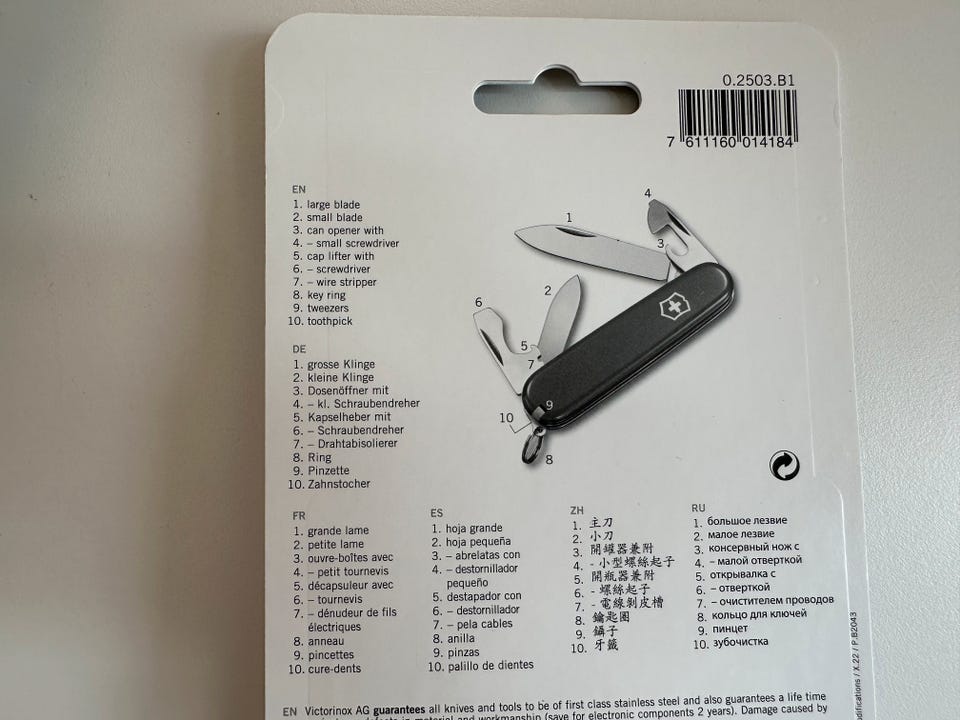 0.2503.B1
7 611160 014184
EN
1. large blade
2. small blade
3. can opener with
4. – small screwdriver
5. cap lifter with
6. – screwdriver
7. – wire stripper
8. key ring
9. tweezers
10. toothpick
1
2
3
4
5
6
7
8
9
10
DE
1. grosse Klinge
2. kleine Klinge
3. Dosenöffner mit
4. – kl. Schraubendreher
5. Kapselheber mit
6. – Schraubendreher
7. – Drahtabisolierer
8. Ring
9. Pinzette
10. Zahnstocher
FR
1. grande lame
2. petite lame
3. ouvre-boîtes avec
4. – petit tournevis
5. décapsuleur avec
6. – tournevis
7. – dénudeur de fils
électriques
8. anneau
9. pincettes
10. cure-dents
ES
1. hoja grande
2. hoja pequeña
3. – abrelatas con
4. – destornillador
pequeño
5. destapador con
6. – destornillador
7. – pela cables
8. anilla
9. pinzas
10. palillo de dientes
ZH
1. 主刀
2. 小刀
3. 開罐器兼附
4. - 小型螺絲起子
5. 開瓶器兼附
6. - 螺絲起子
7. - 電線剝皮槽
8. 鑰匙圈
9. 鑷子
10. 牙籤
RU
1. большое лезвие
2. малое лезвие
3. консервный нож с
4. – малой отверткой
5. открывалка с
6. – отверткой
7. – очистителем проводов
8. кольцо для ключей
9. пинцет
10. зубочистка
EN Victorinox AG guarantees all knives and tools to be of first class stainless steel and also guarantees a life time
defects in material and workmanship (save for electronic components 2 years). Damage caused by
/ X.22 / P.B2043